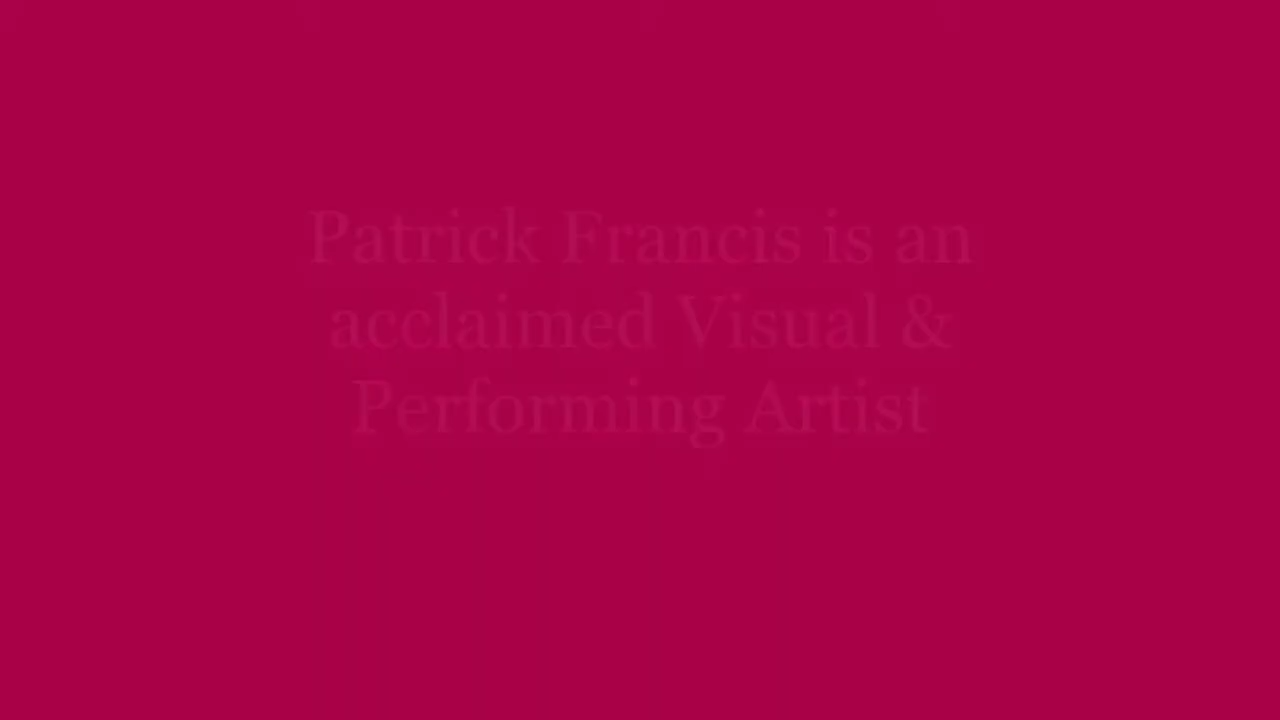 Patrick Francis is an
acclaimed Visual &
Performing Artist